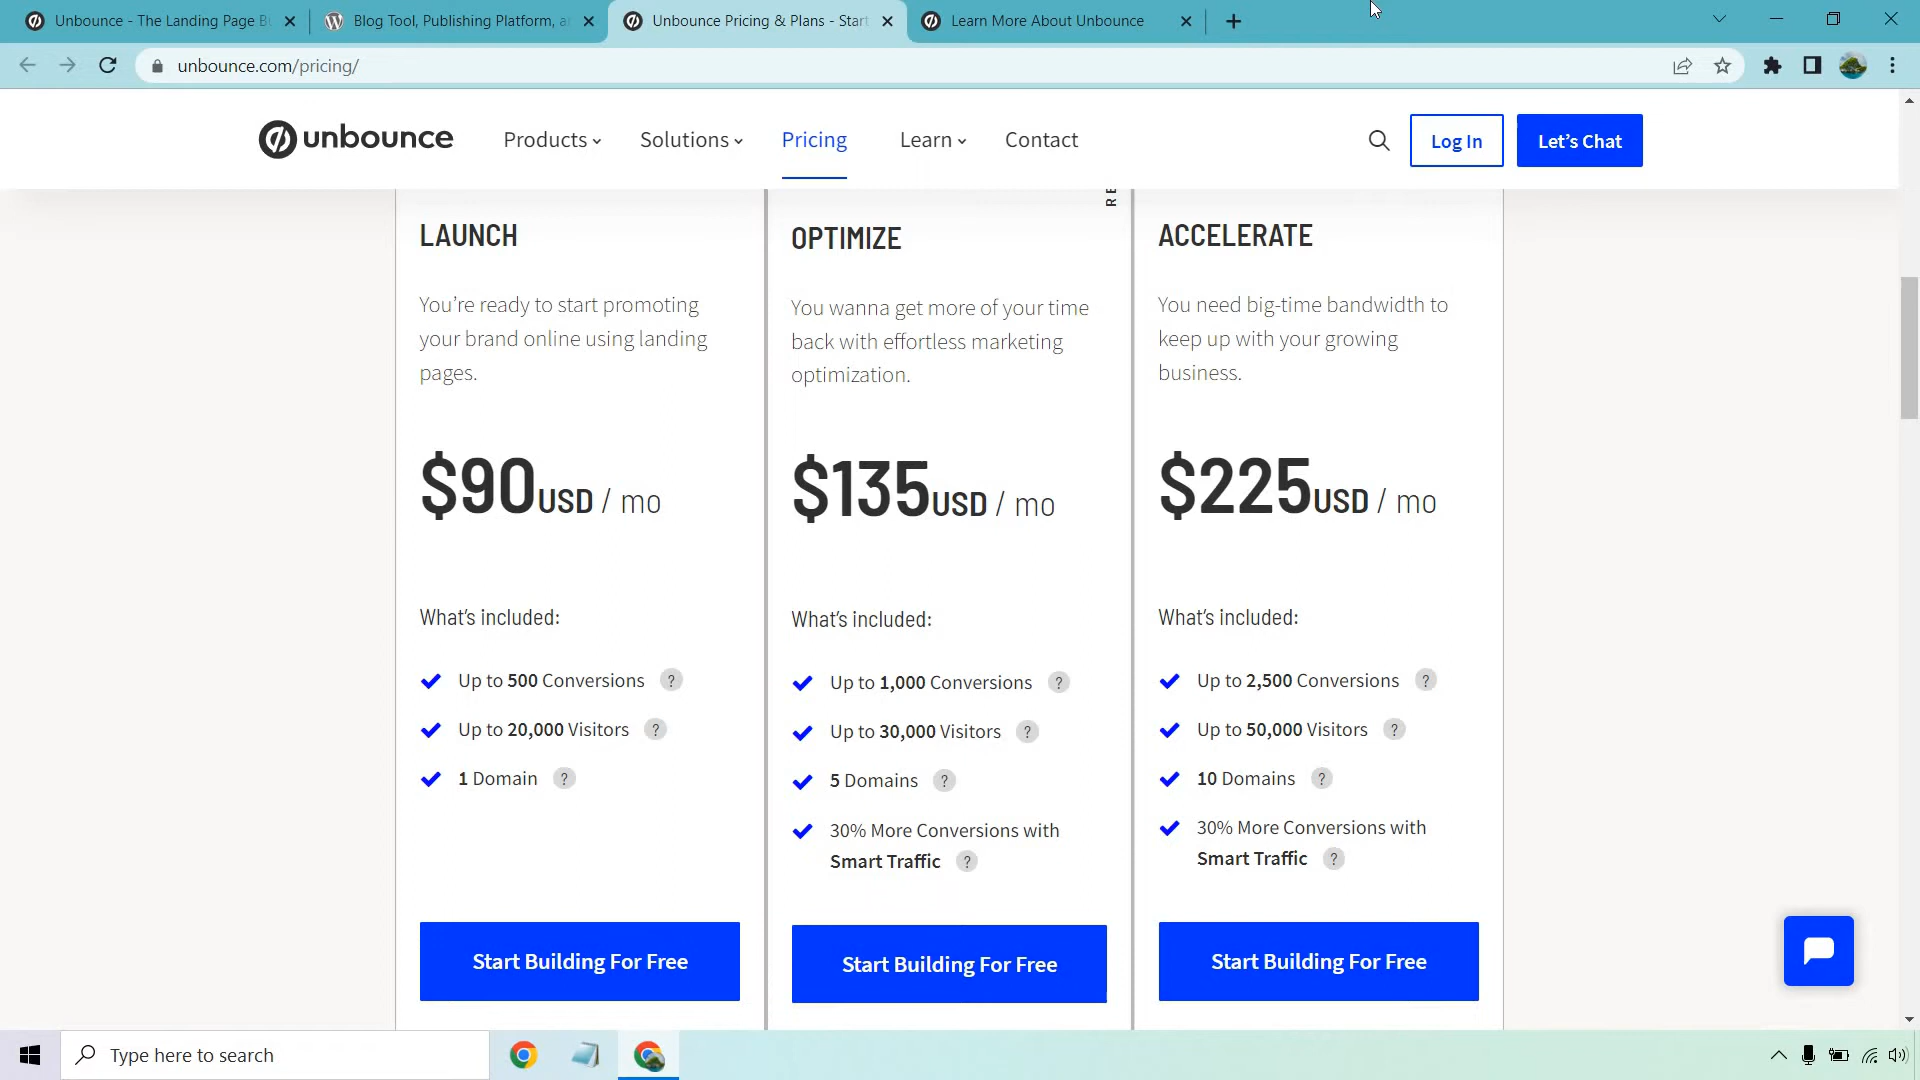 Unbounce - The Landing Page Bu
Blog Tool, Publishing Platform, a
Unbounce Pricing & Plans - Start
Learn More About Unbounce
unbounce.com/pricing/
unbounce
Products
Solutions
Pricing
Learn
Contact
Log In
Let's Chat
RE
LAUNCH
You're ready to start promoting
your brand online using landing
pages.
$90USD / mo
What's included:
Up to 500 Conversions ?
Up to 20,000 Visitors ?
1 Domain ?
Start Building For Free
OPTIMIZE
You wanna get more of your time
back with effortless marketing
optimization.
$135USD / mo
What's included:
Up to 1,000 Conversions ?
Up to 30,000 Visitors ?
5 Domains ?
30% More Conversions with
Smart Traffic ?
Start Building For Free
ACCELERATE
You need big-time bandwidth to
keep up with your growing
business.
$225USD / mo
What's included:
Up to 2,500 Conversions ?
Up to 50,000 Visitors ?
10 Domains ?
30% More Conversions with
Smart Traffic ?
Start Building For Free
Type here to search